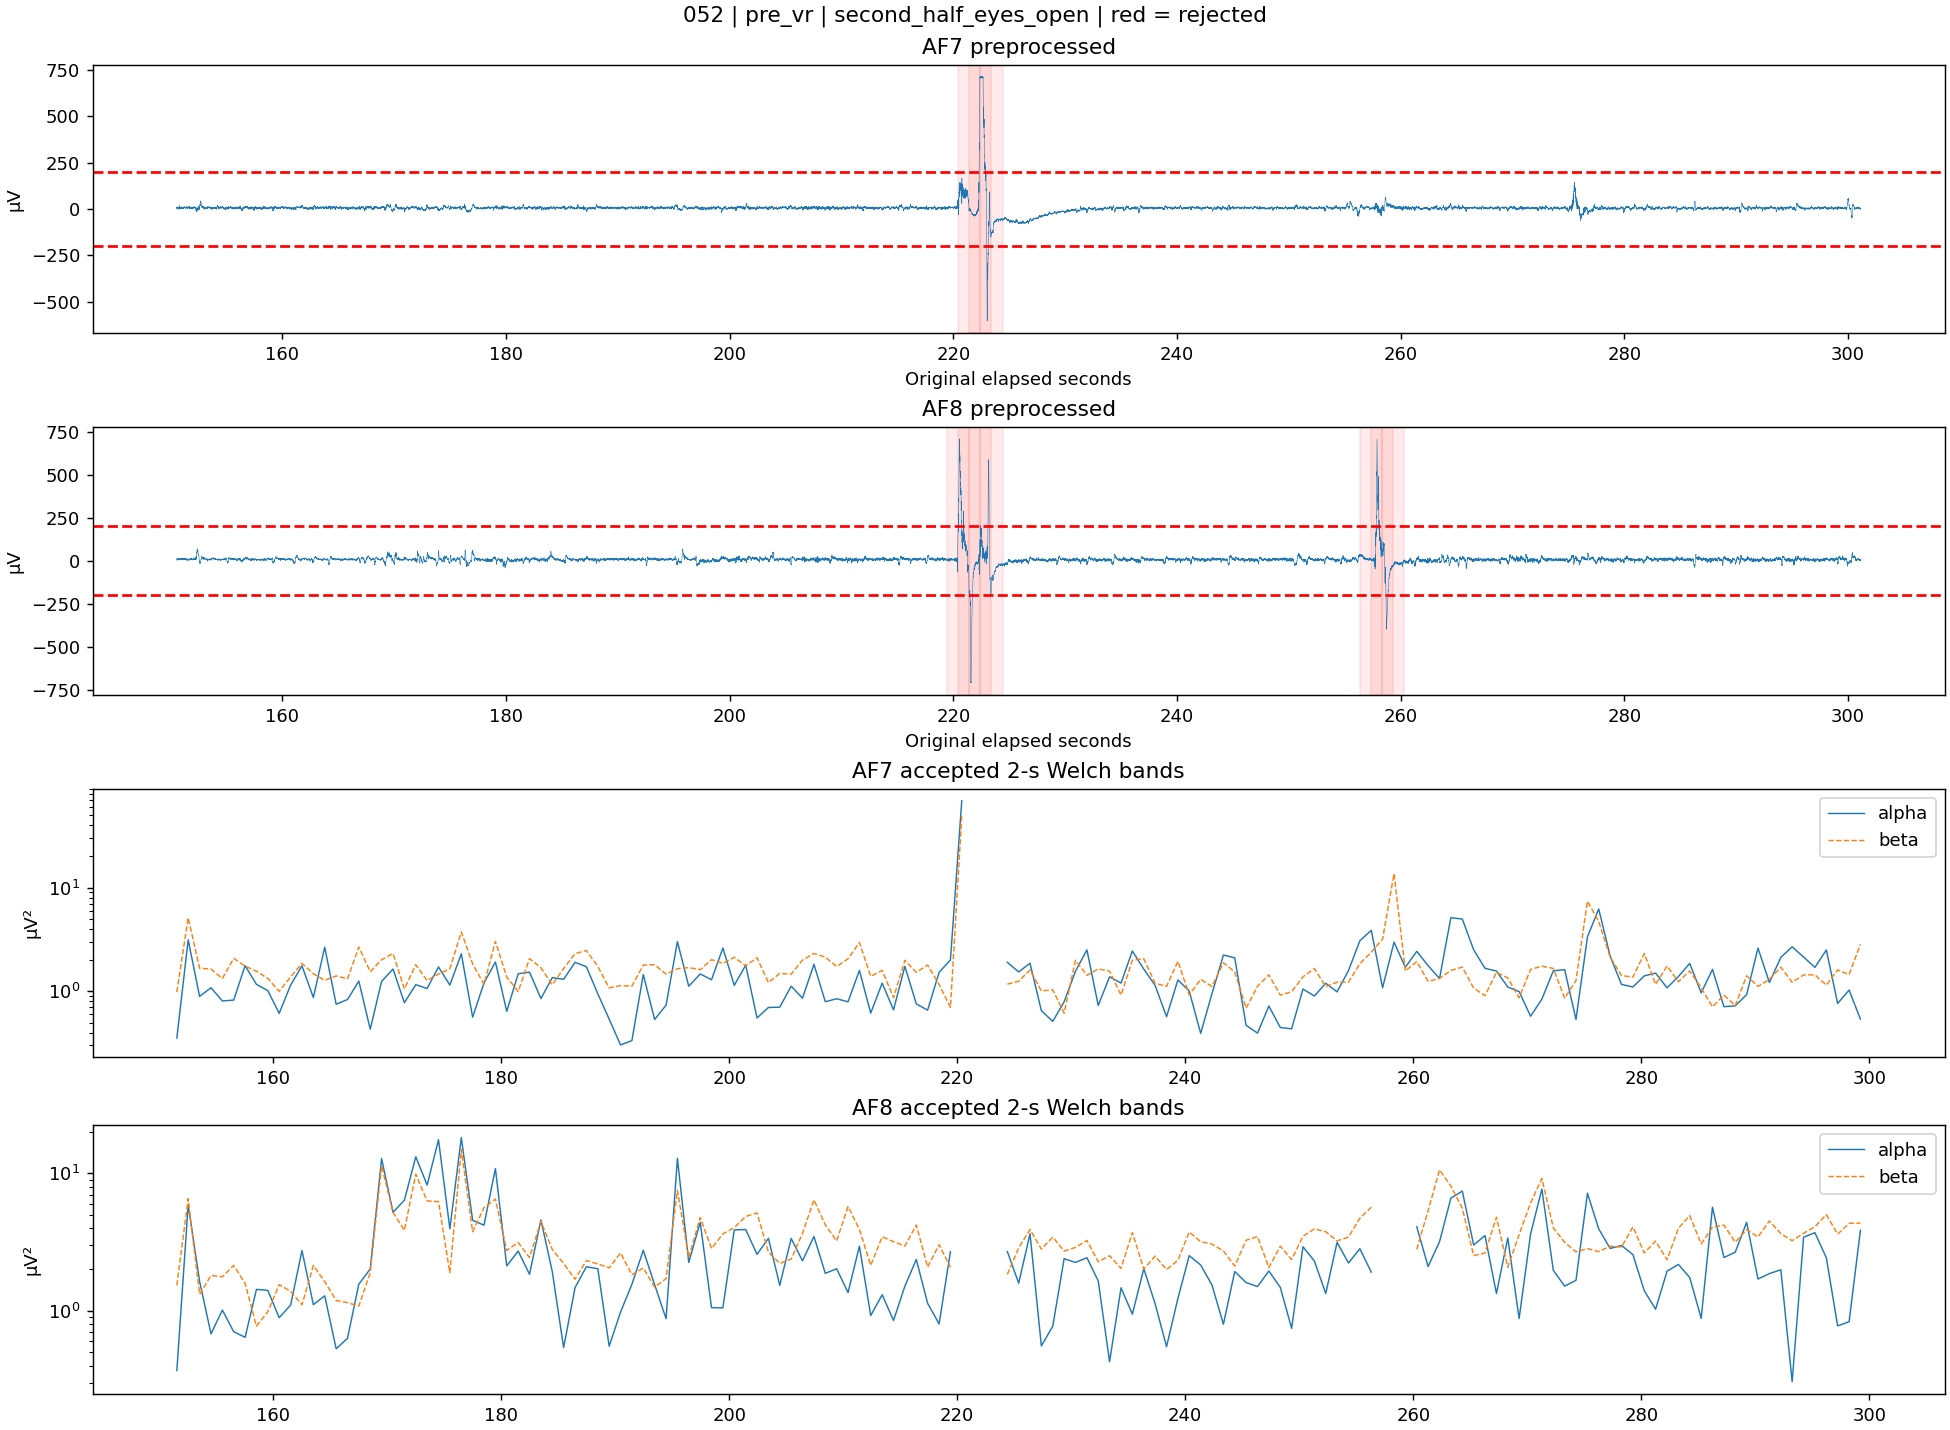 052 | pre_vr | second_half_eyes_open | red = rejected
AF7 preprocessed
750
500
250
0
−250
−500
µV
160 180 200 220 240 260 280 300
Original elapsed seconds
AF8 preprocessed
750
500
250
0
−250
−500
−750
µV
160 180 200 220 240 260 280 300
Original elapsed seconds
AF7 accepted 2-s Welch bands
10¹
10⁰
µV²
alpha
beta
160 180 200 220 240 260 280 300
AF8 accepted 2-s Welch bands
10¹
10⁰
µV²
alpha
beta
160 180 200 220 240 260 280 300